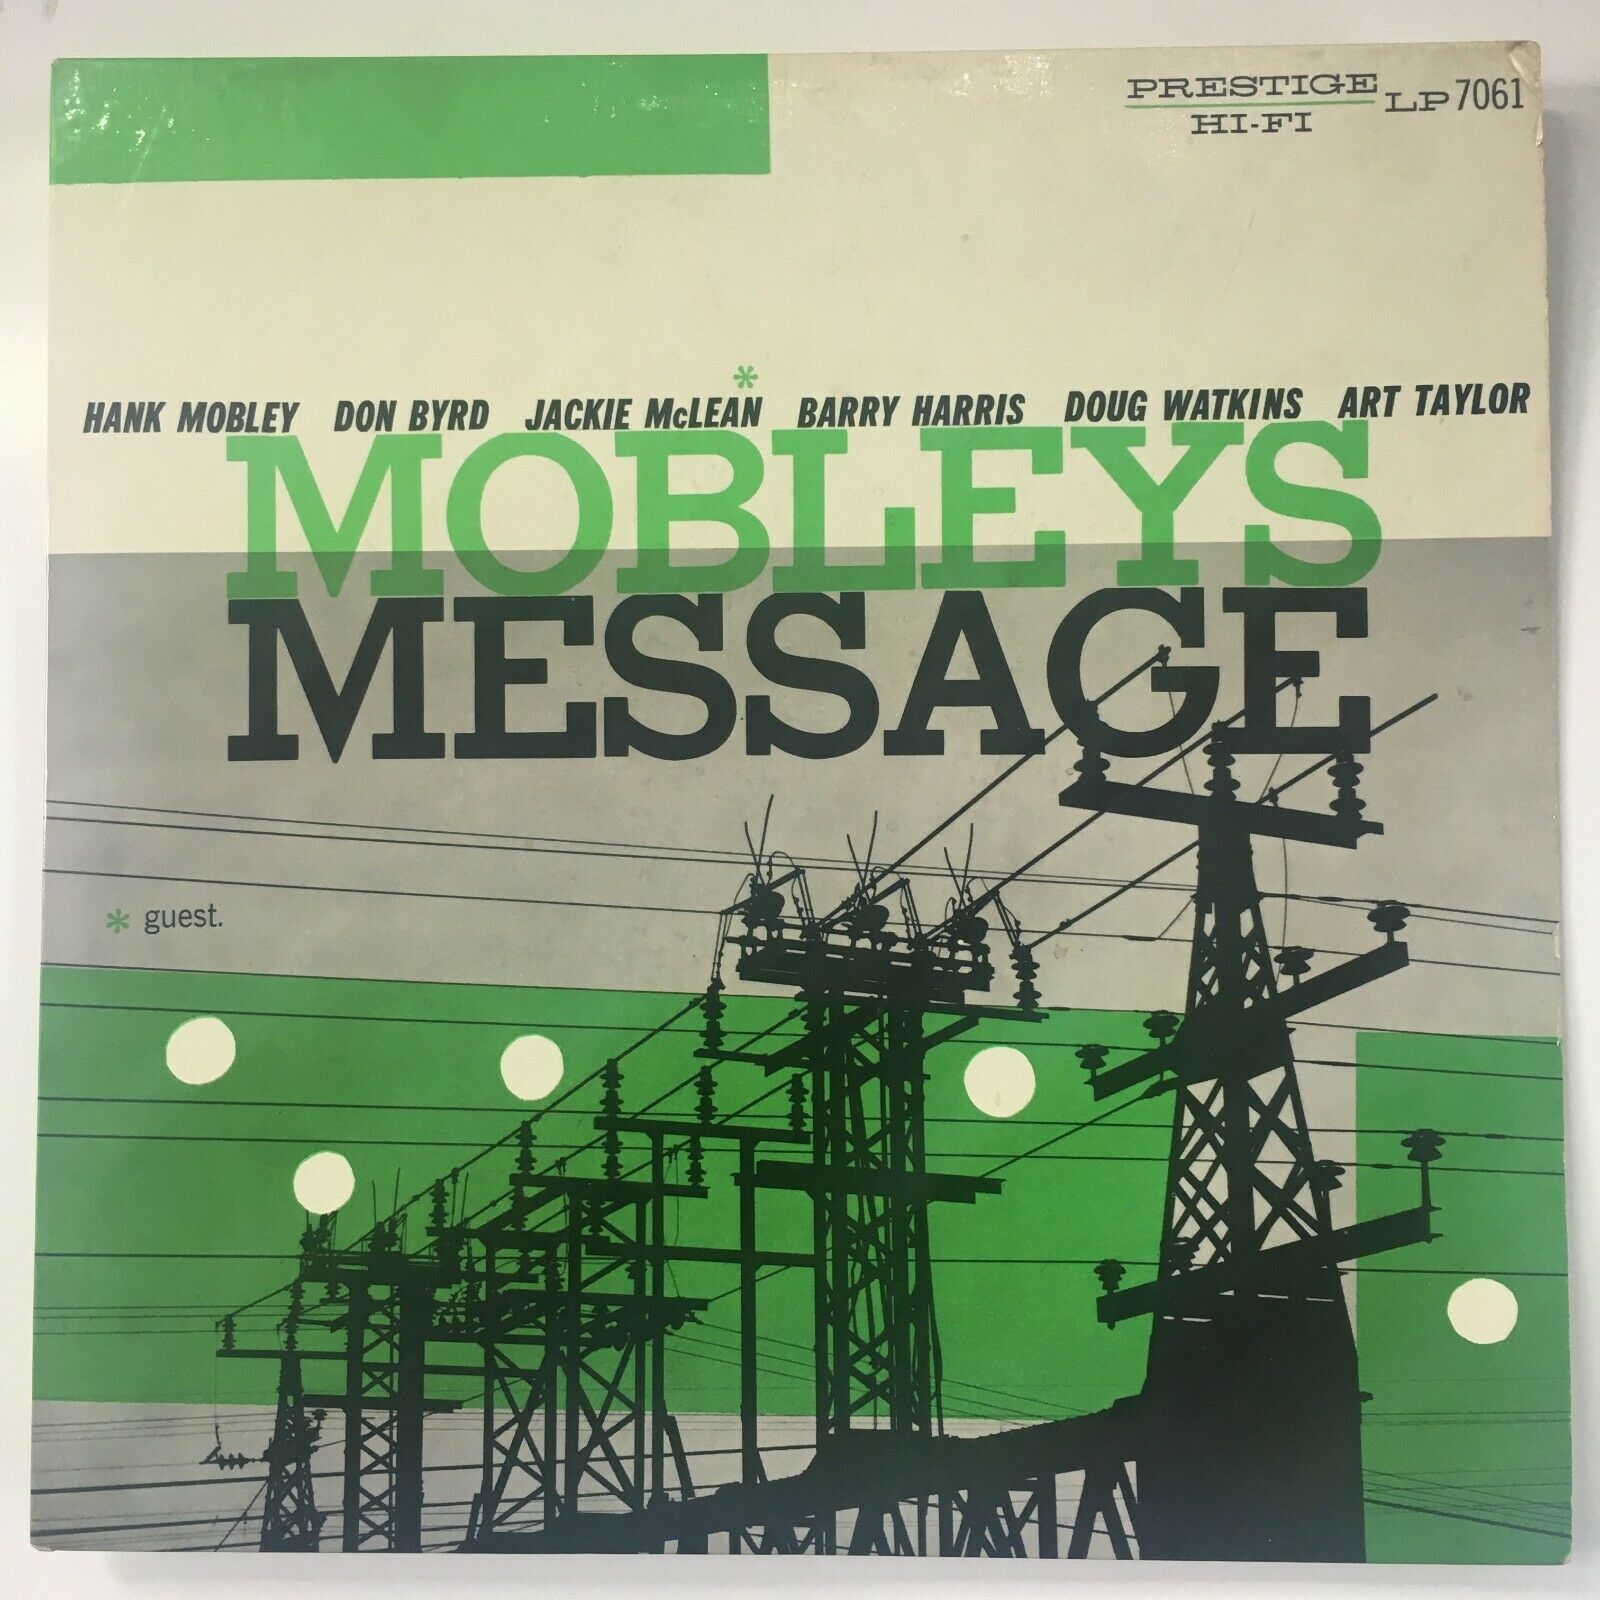 PRESTIGE LP 7061
HI-FI
*
HANK MOBLEY DON BYRD JACKIE McLEAN BARRY HARRIS DOUG WATKINS ART TAYLOR
MOBLEYS
MESSAGE
* guest.